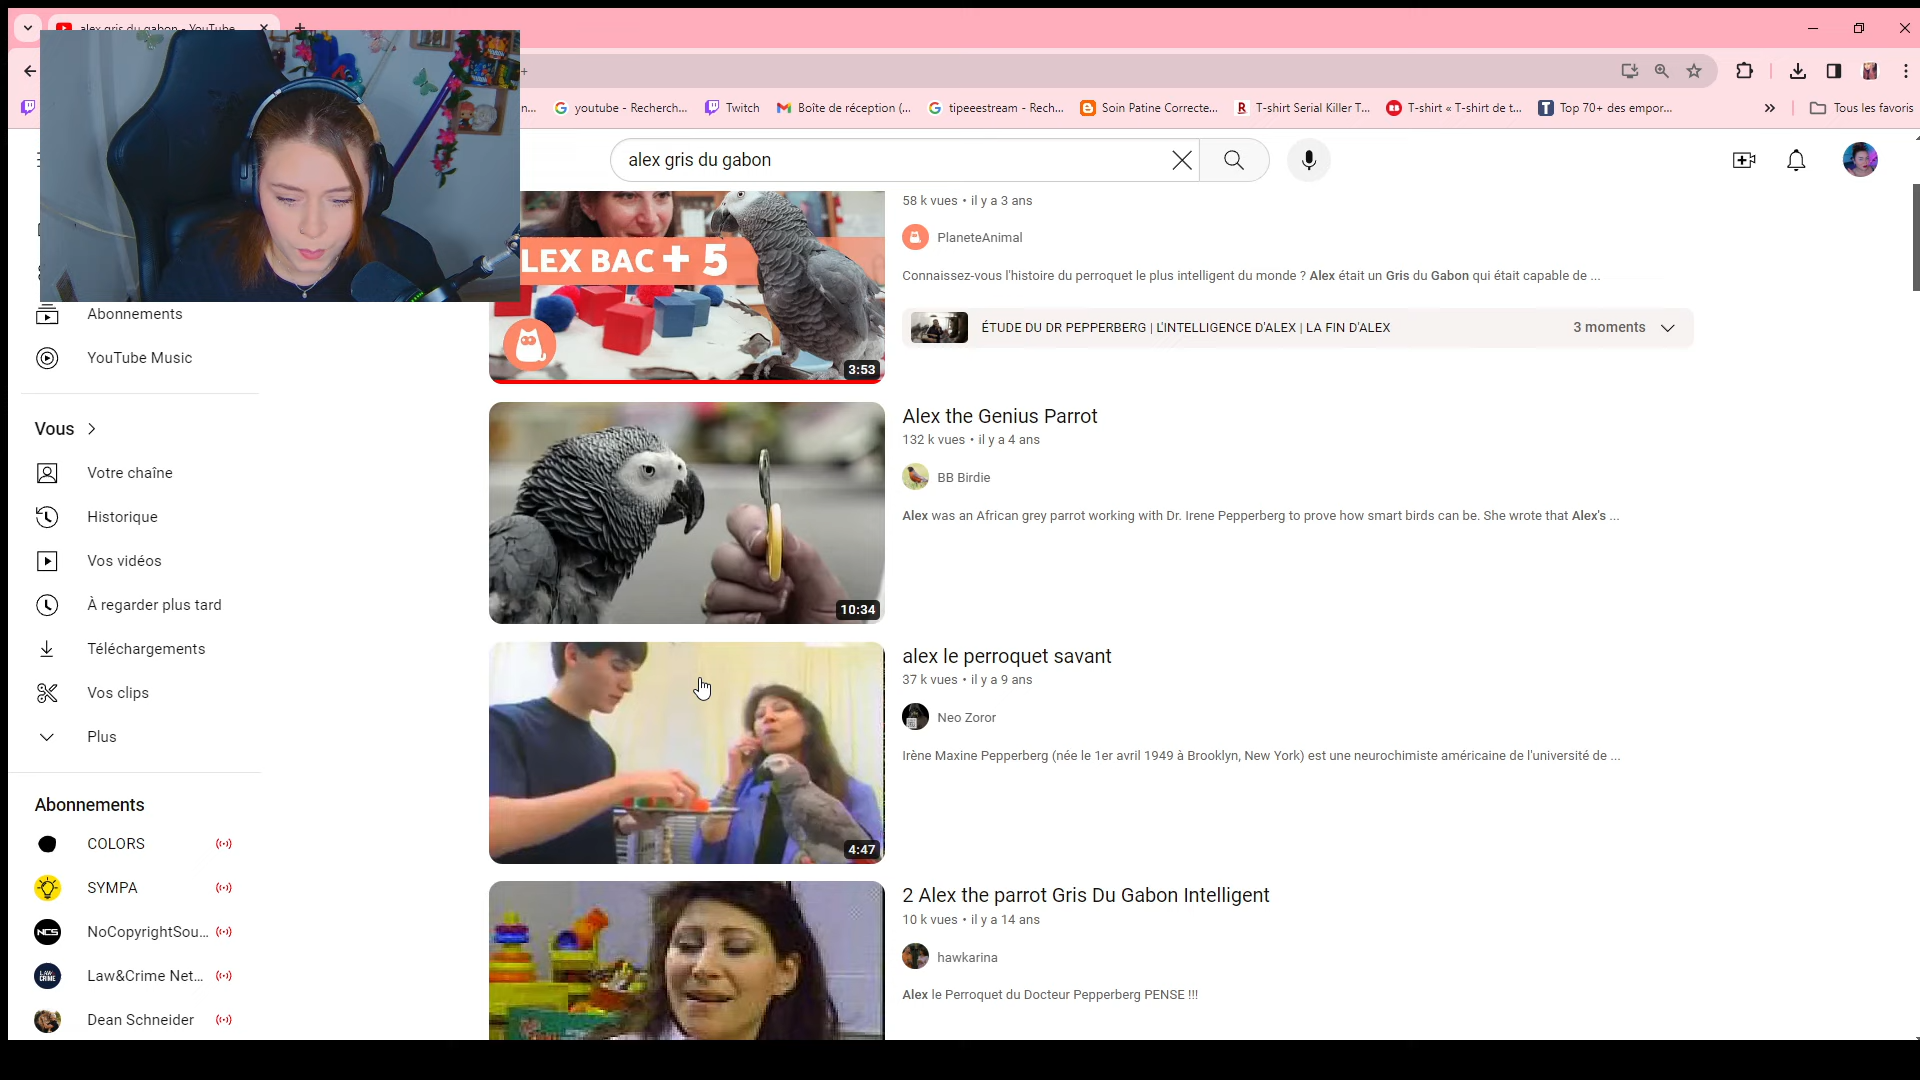 alex gris du gabon - YouTube
n...
youtube - Recherch...
Twitch
Boîte de réception (...
tipeeestream - Rech...
Soin Patine Correcte...
T-shirt Serial Killer T...
T-shirt « T-shirt de t...
Top 70+ des empor...
Tous les favoris
alex gris du gabon
LEX BAC + 5
3:53
58 k vues • il y a 3 ans
PlaneteAnimal
Connaissez-vous l'histoire du perroquet le plus intelligent du monde ? Alex était un Gris du Gabon qui était capable de ...
ÉTUDE DU DR PEPPERBERG | L'INTELLIGENCE D'ALEX | LA FIN D'ALEX
3 moments
Abonnements
YouTube Music
Vous
Votre chaîne
Historique
Vos vidéos
À regarder plus tard
Téléchargements
Vos clips
Plus
Abonnements
COLORS
SYMPA
NoCopyrightSou...
Law&Crime Net...
Dean Schneider
10:34
Alex the Genius Parrot
132 k vues • il y a 4 ans
BB Birdie
Alex was an African grey parrot working with Dr. Irene Pepperberg to prove how smart birds can be. She wrote that Alex's ...
4:47
alex le perroquet savant
37 k vues • il y a 9 ans
Neo Zoror
Irène Maxine Pepperberg (née le 1er avril 1949 à Brooklyn, New York) est une neurochimiste américaine de l'université de ...
2 Alex the parrot Gris Du Gabon Intelligent
10 k vues • il y a 14 ans
hawkarina
Alex le Perroquet du Docteur Pepperberg PENSE !!!